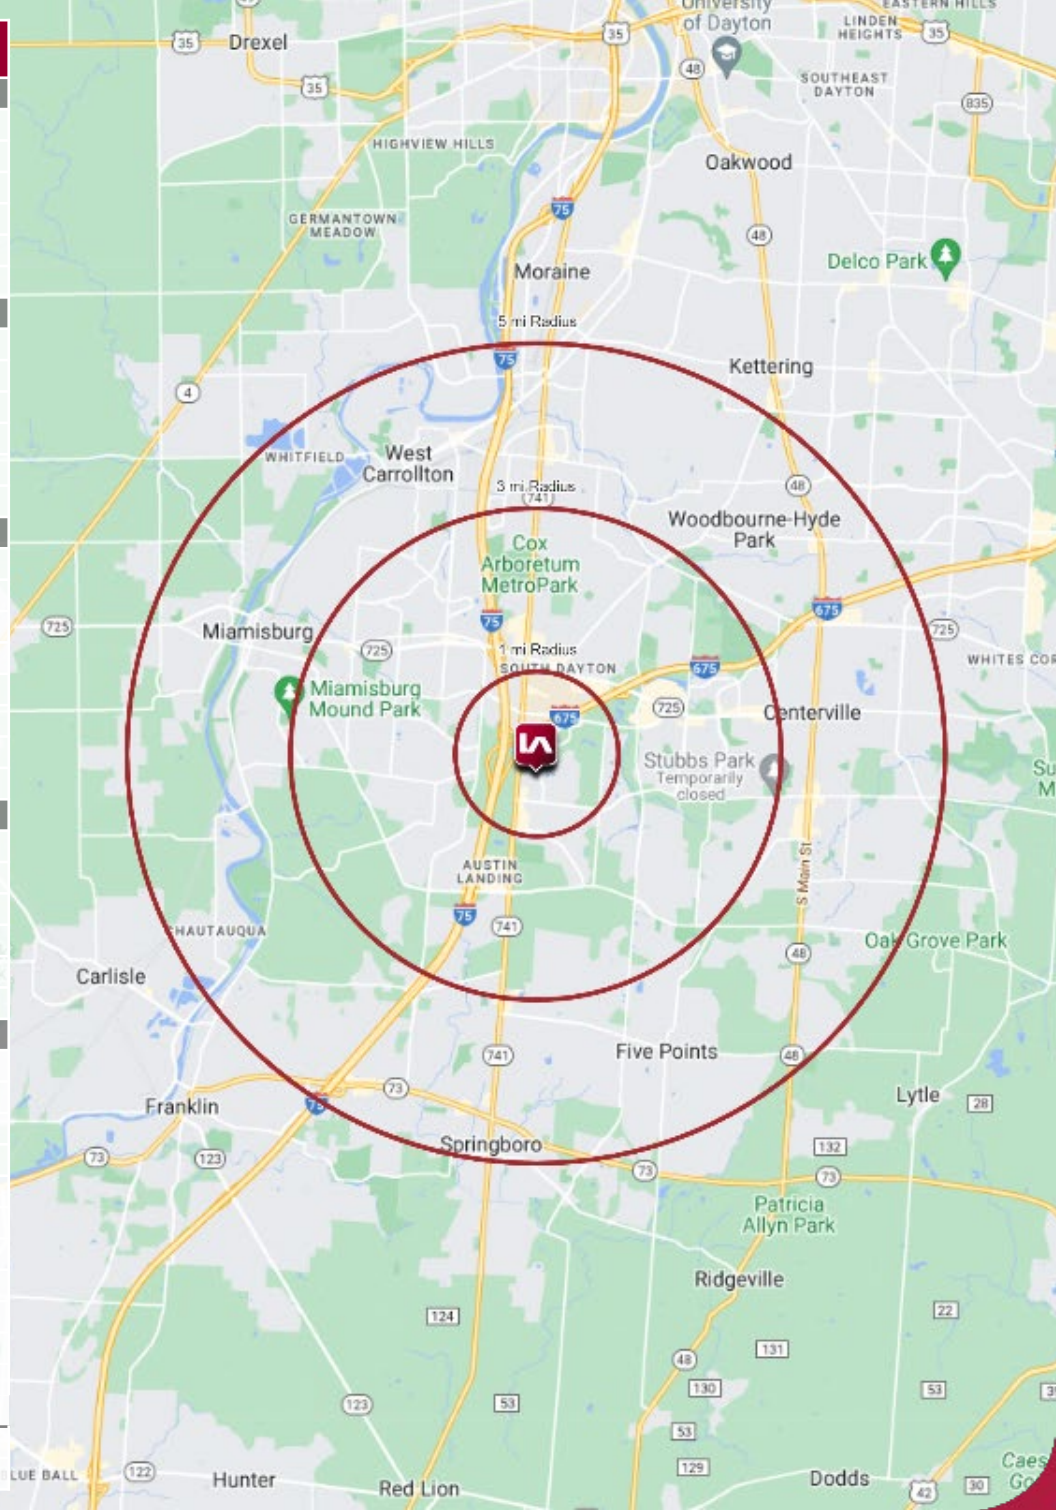 EASTERN HILLS
University
of Dayton
LINDEN
HEIGHTS
35
35
35
Drexel
48
SOUTHEAST
DAYTON
35
835
HIGHVIEW HILLS
Oakwood
75
GERMANTOWN
MEADOW
48
Delco Park
Moraine
5 mi Radius
75
Kettering
4
West
Carrollton
WHITFIELD
3 mi Radius
741
48
Woodbourne-Hyde
Park
Cox
Arboretum
MetroPark
675
75
725
Miamisburg
725
725
1 mi Radius
SOUTH DAYTON
675
WHITES COR
Miamisburg
Mound Park
725
675
Centerville
Stubbs Park
Temporarily
closed
Su
M
AUSTIN
LANDING
S Main St
75
741
CHAUTAUQUA
Oak Grove Park
48
Carlisle
741
Five Points
48
73
Lytle
28
75
Franklin
Springboro
132
73
123
73
73
Patricia
Allyn Park
Ridgeville
124
22
131
48
130
53
123
53
53
129
BLUE BALL
122
Hunter
Red Lion
Dodds
42
30
Caes
Go